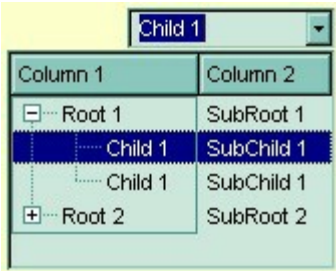 Child 1
Column 1 Column 2
Root 1 SubRoot 1
Child 1 SubChild 1
Child 1 SubChild 1
Root 2 SubRoot 2